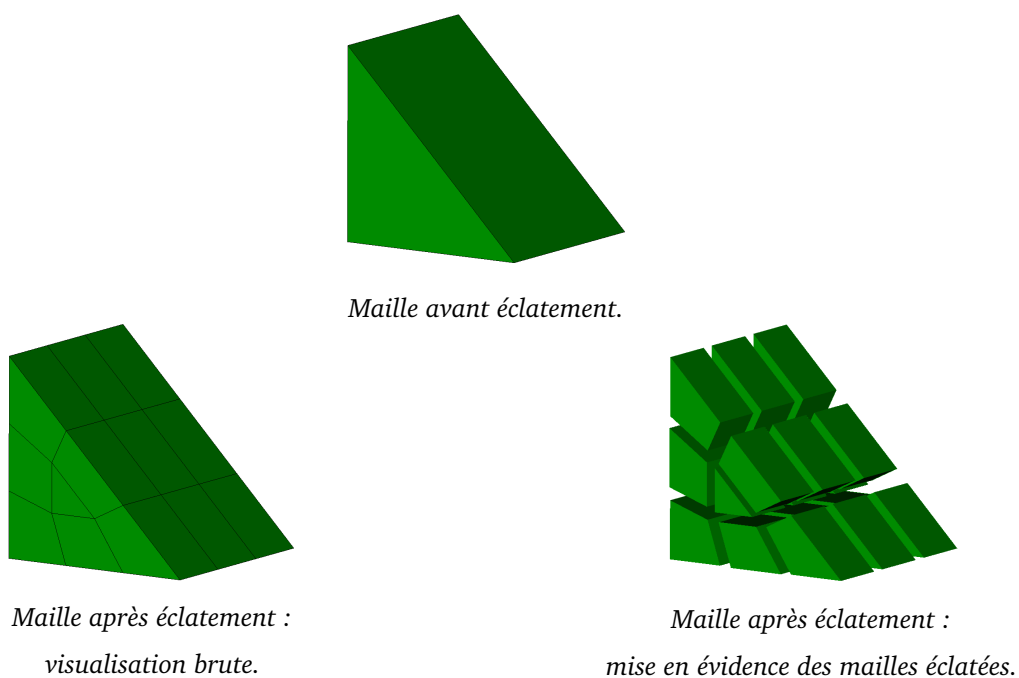 Maille avant éclatement.
Maille après éclatement :
visualisation brute.
Maille après éclatement :
mise en évidence des mailles éclatées.